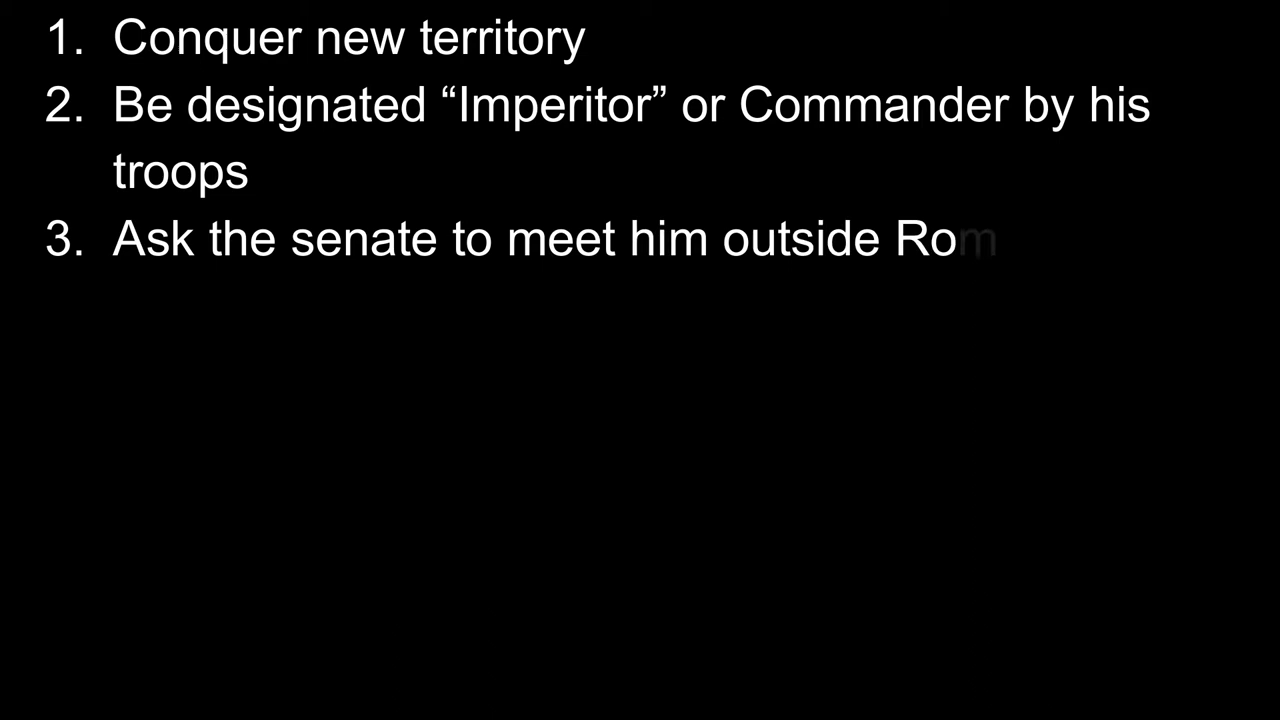 1. Conquer new territory
2. Be designated “Imperitor” or Commander by his
troops
3. Ask the senate to meet him outside Rom